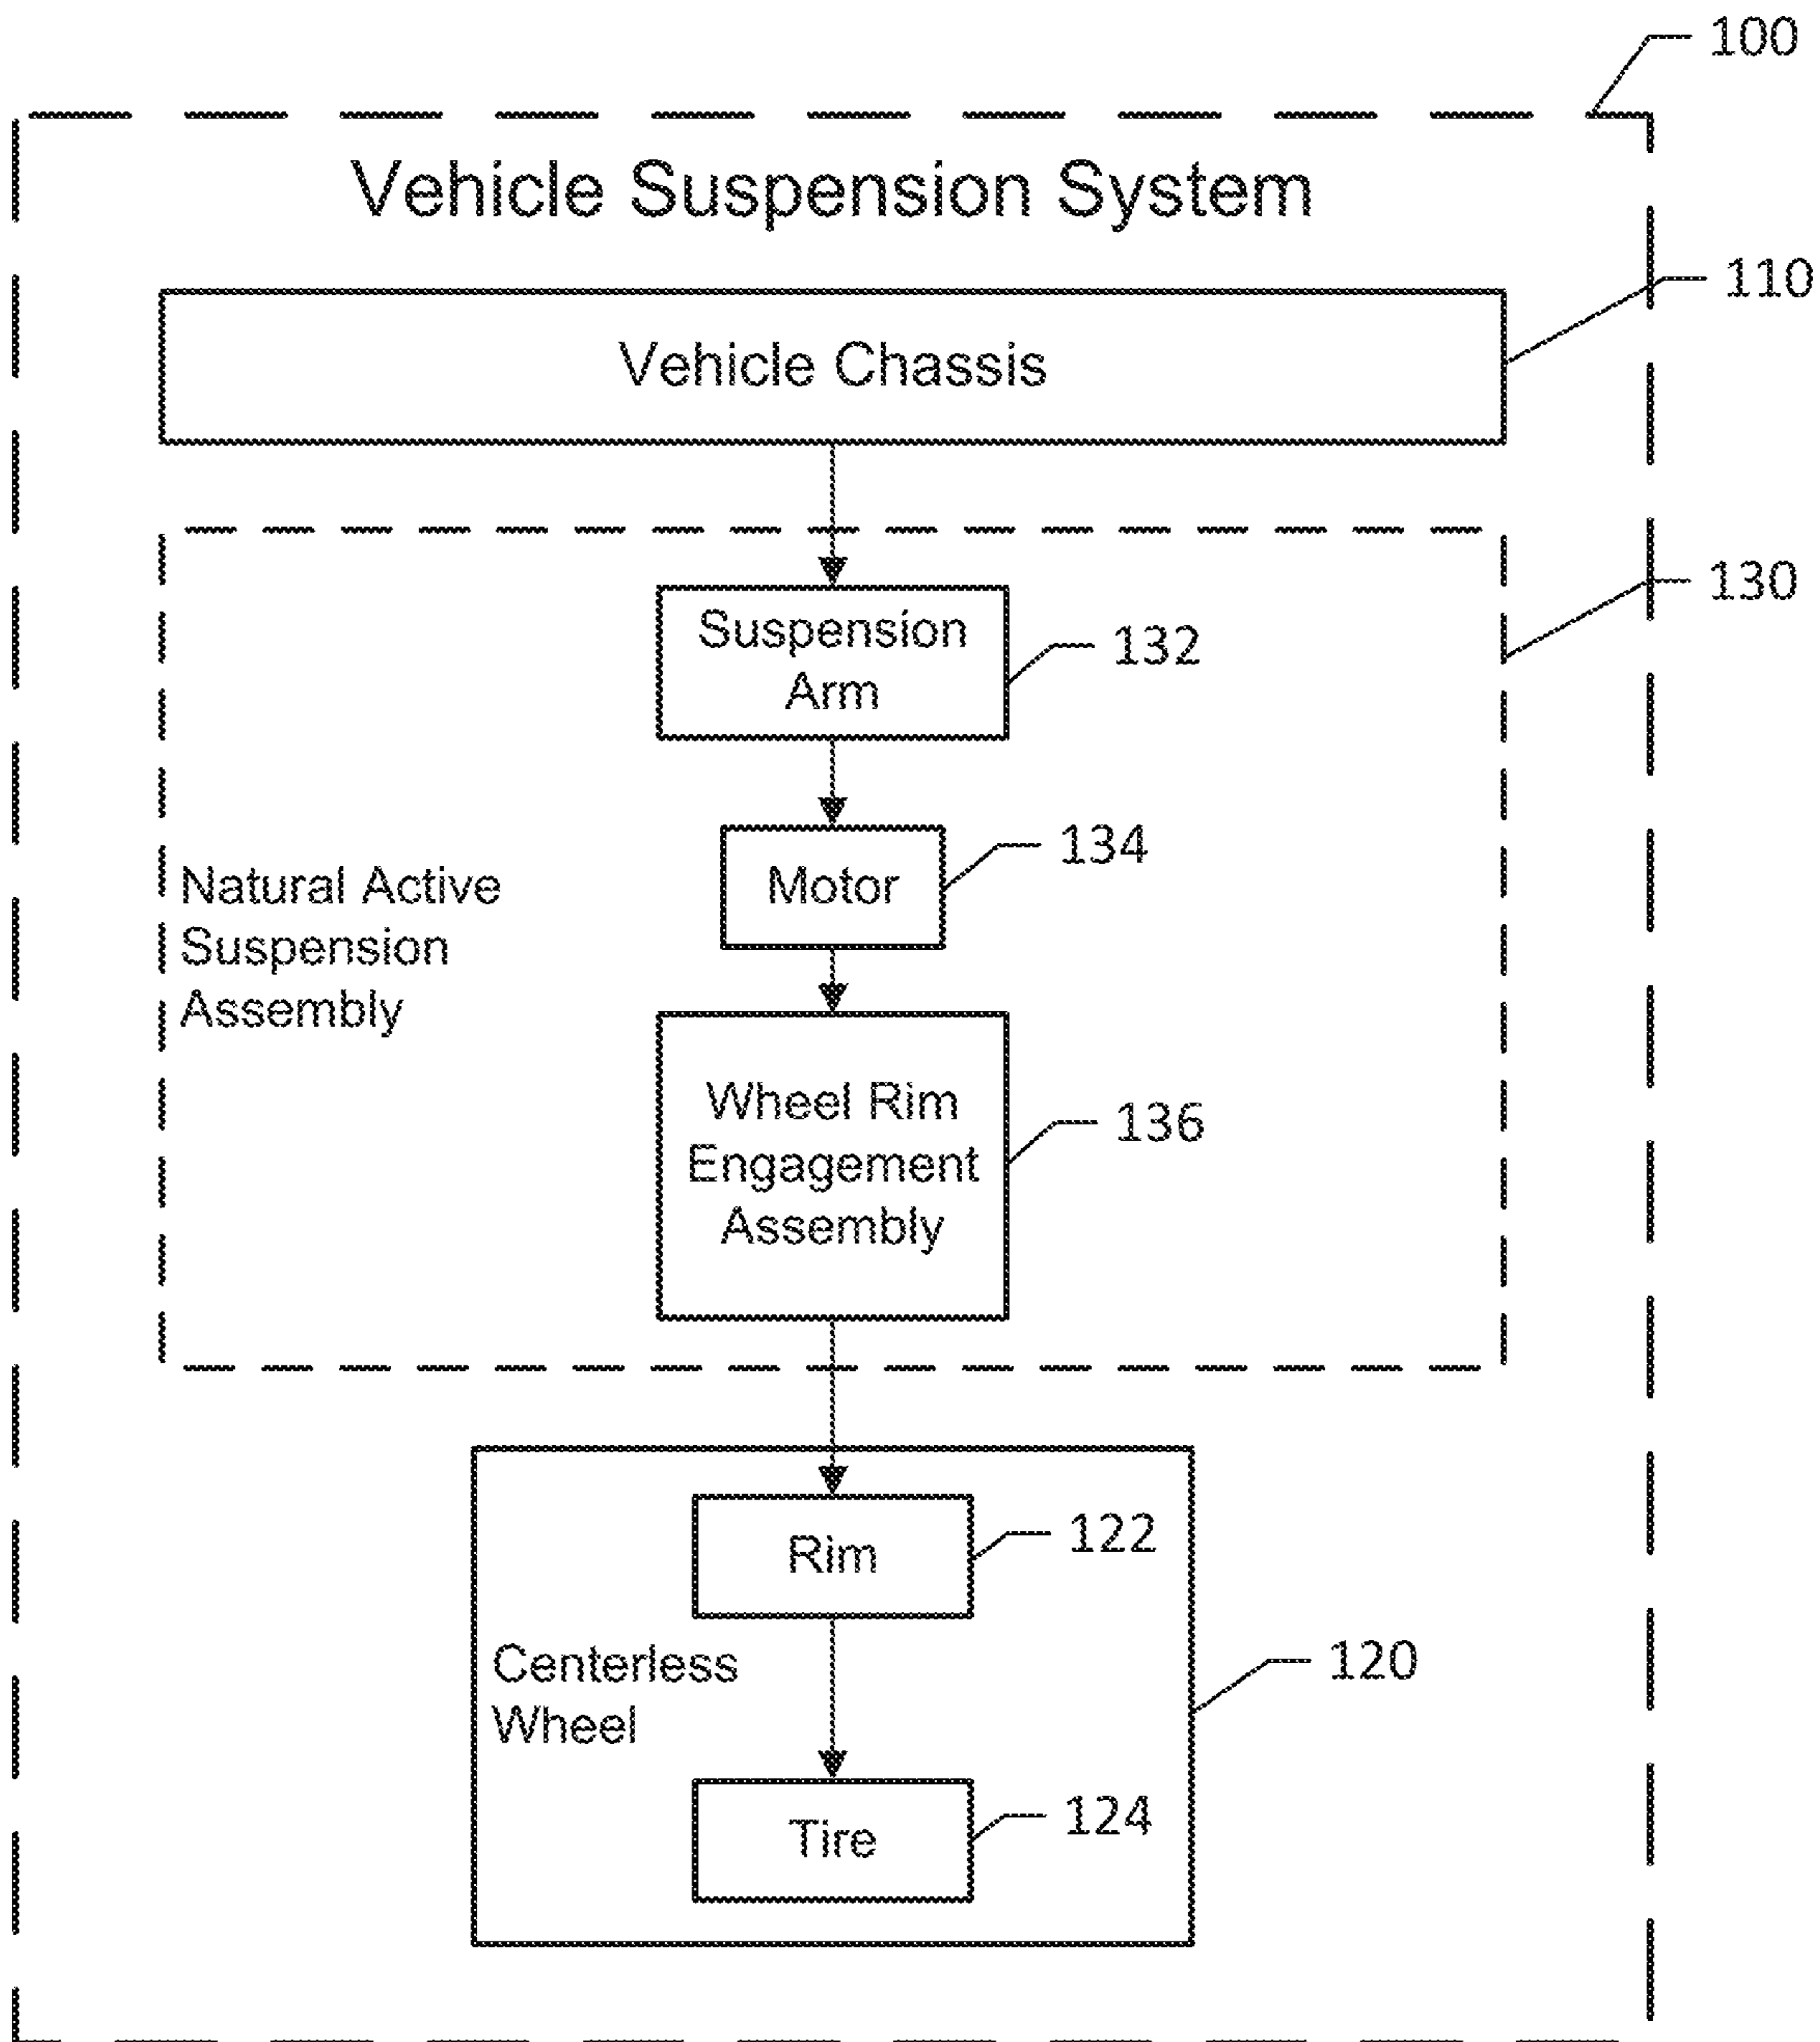 100
Vehicle Suspension System
110
Vehicle Chassis
130
Suspension
Arm
132
134
Motor
Natural Active
Suspension
Assembly
Wheel Rim
Engagement
Assembly
136
Rim
122
Centerless
Wheel
120
Tire
124